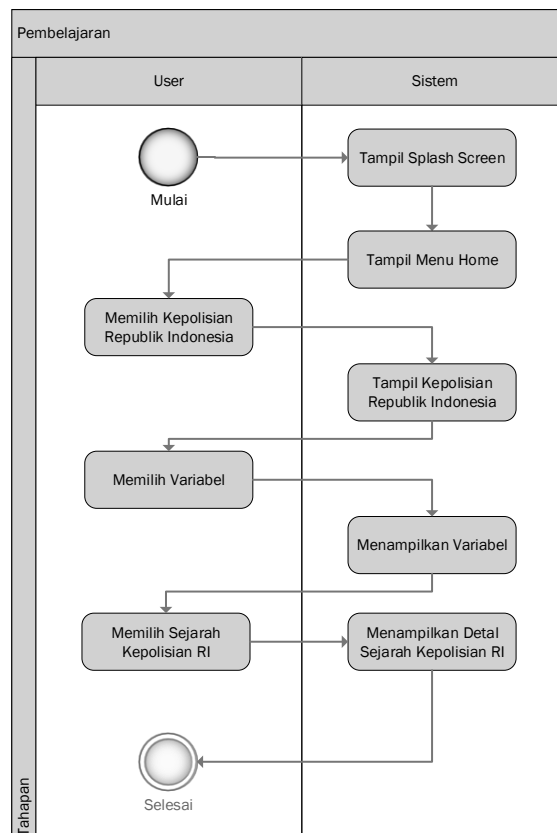 Pembelajaran
User
Sistem
Tampil Splash Screen
Mulai
Tampil Menu Home
Memilih Kepolisian
Republik Indonesia
Tampil Kepolisian
Republik Indonesia
Memilih Variabel
Menampilkan Variabel
Memilih Sejarah
Kepolisian RI
Menampilkan Detal
Sejarah Kepolisian RI
Selesai
Tahapan